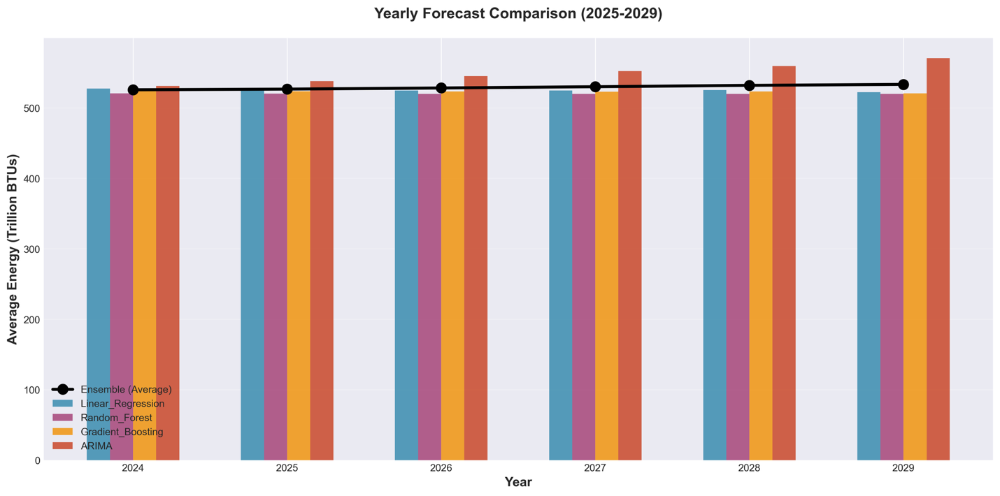 Yearly Forecast Comparison (2025-2029)
Average Energy (Trillion BTUs)
500
400
300
200
100
0
Ensemble (Average)
Linear_Regression
Random_Forest
Gradient_Boosting
ARIMA
2024 2025 2026 2027 2028 2029
Year